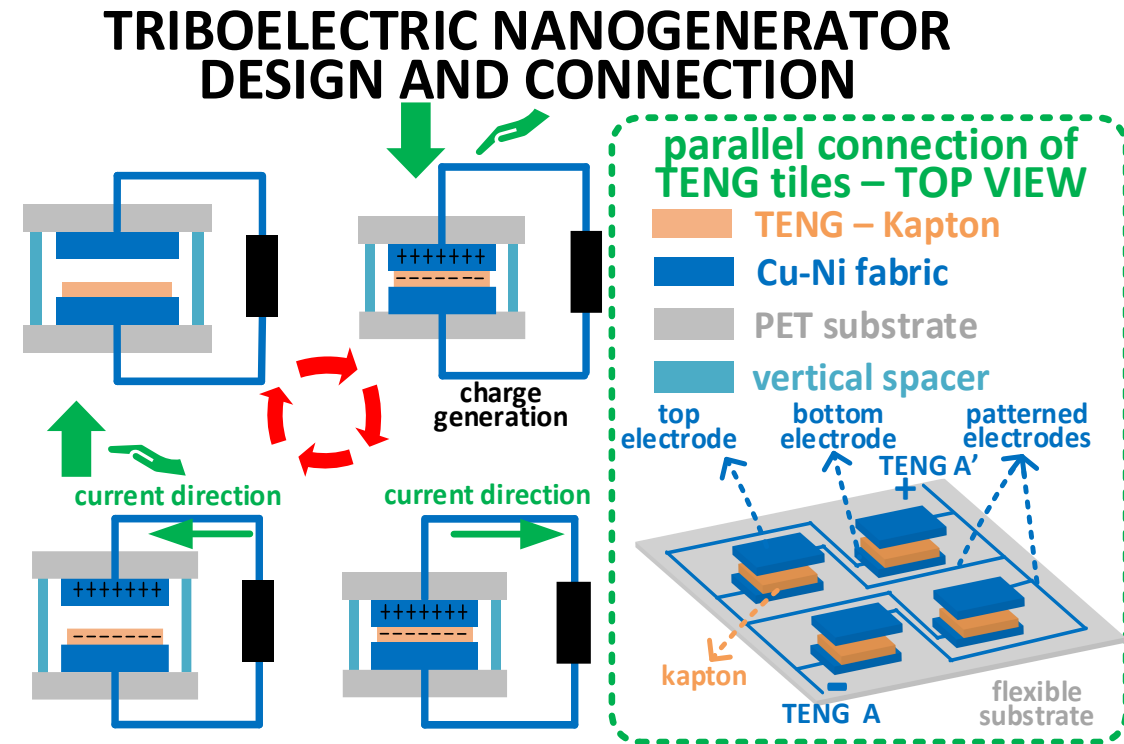 TRIBOELECTRIC NANOGENERATOR
DESIGN AND CONNECTION
+++++++
-------
charge
generation
current direction
+++++++
-------
current direction
+++++++
-------
parallel connection of
TENG tiles – TOP VIEW
TENG – Kapton
Cu-Ni fabric
PET substrate
vertical spacer
top
electrode
bottom
electrode
patterned
electrodes
TENG A’
+
kapton
-
TENG A
flexible
substrate